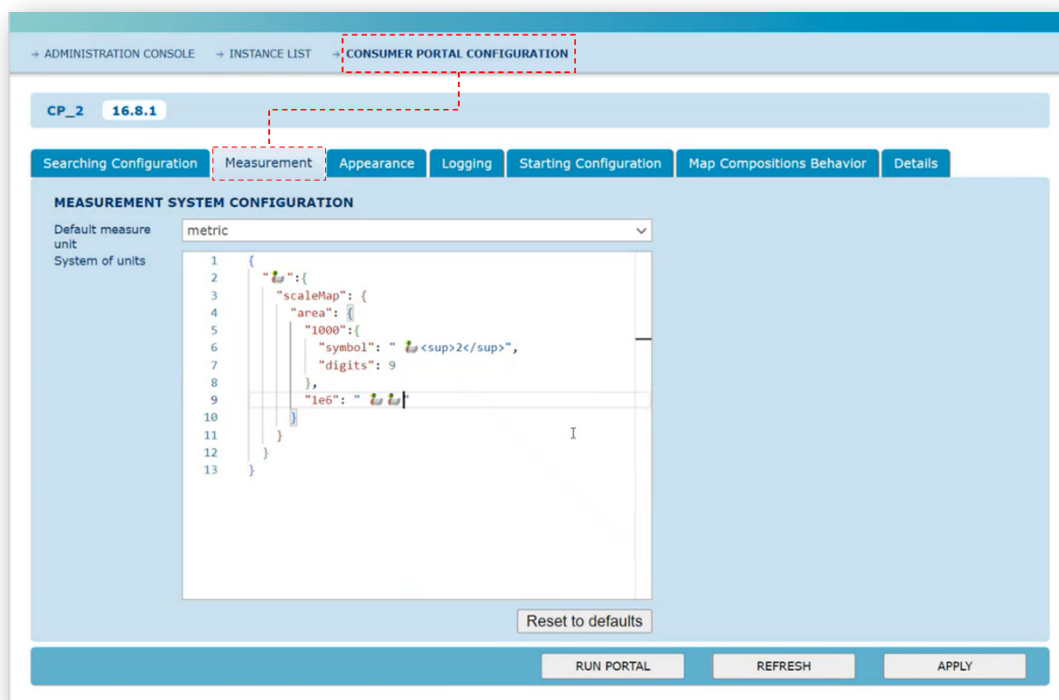 → ADMINISTRATION CONSOLE → INSTANCE LIST → CONSUMER PORTAL CONFIGURATION
CP_2 16.8.1
Searching Configuration Measurement Appearance Logging Starting Configuration Map Compositions Behavior Details
MEASUREMENT SYSTEM CONFIGURATION
Default measure unit metric
System of units
1 {
2 "🦢":{
3 "scaleMap": {
4 "area": {
5 "1000":{
6 "symbol": " 🦢<sup>2</sup>",
7 "digits": 9
8 },
9 "1e6": " 🦢🦢"
10 }
11 }
12 }
13 }
Reset to defaults
RUN PORTAL REFRESH APPLY